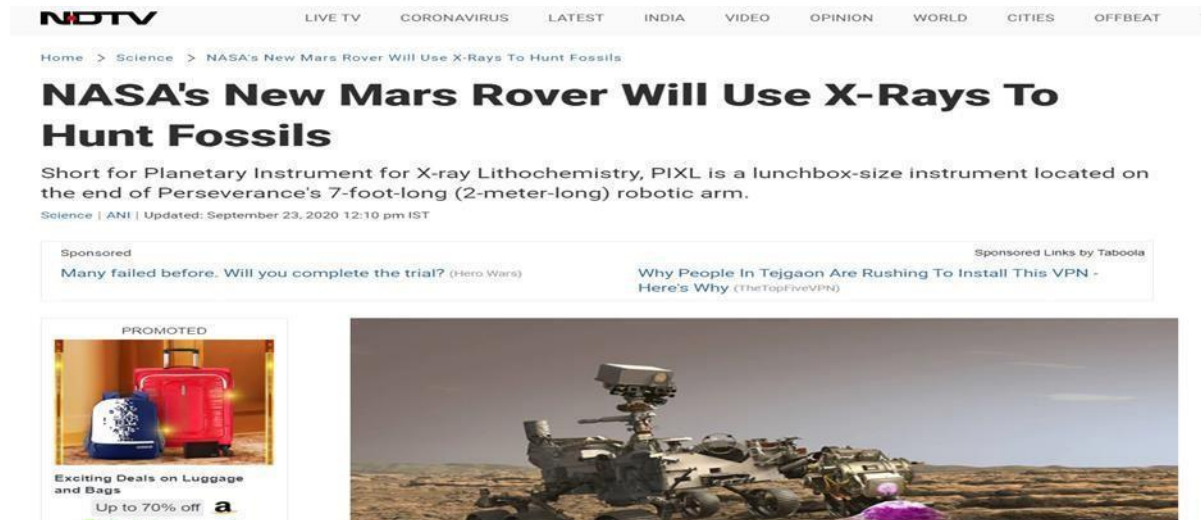 NDTV
LIVE TV CORONAVIRUS LATEST INDIA VIDEO OPINION WORLD CITIES OFFBEAT
Home > Science > NASA's New Mars Rover Will Use X-Rays To Hunt Fossils
NASA's New Mars Rover Will Use X-Rays To
Hunt Fossils
Short for Planetary Instrument for X-ray Lithochemistry, PIXL is a lunchbox-size instrument located on
the end of Perseverance's 7-foot-long (2-meter-long) robotic arm.
Science | ANI | Updated: September 23, 2020 12:10 pm IST
Sponsored
Sponsored Links by Taboola
Many failed before. Will you complete the trial? (Hero Wars)
Why People In Tejgaon Are Rushing To Install This VPN -
Here's Why (TheTopFiveVPN)
PROMOTED
Exciting Deals on Luggage
and Bags
Up to 70% off a